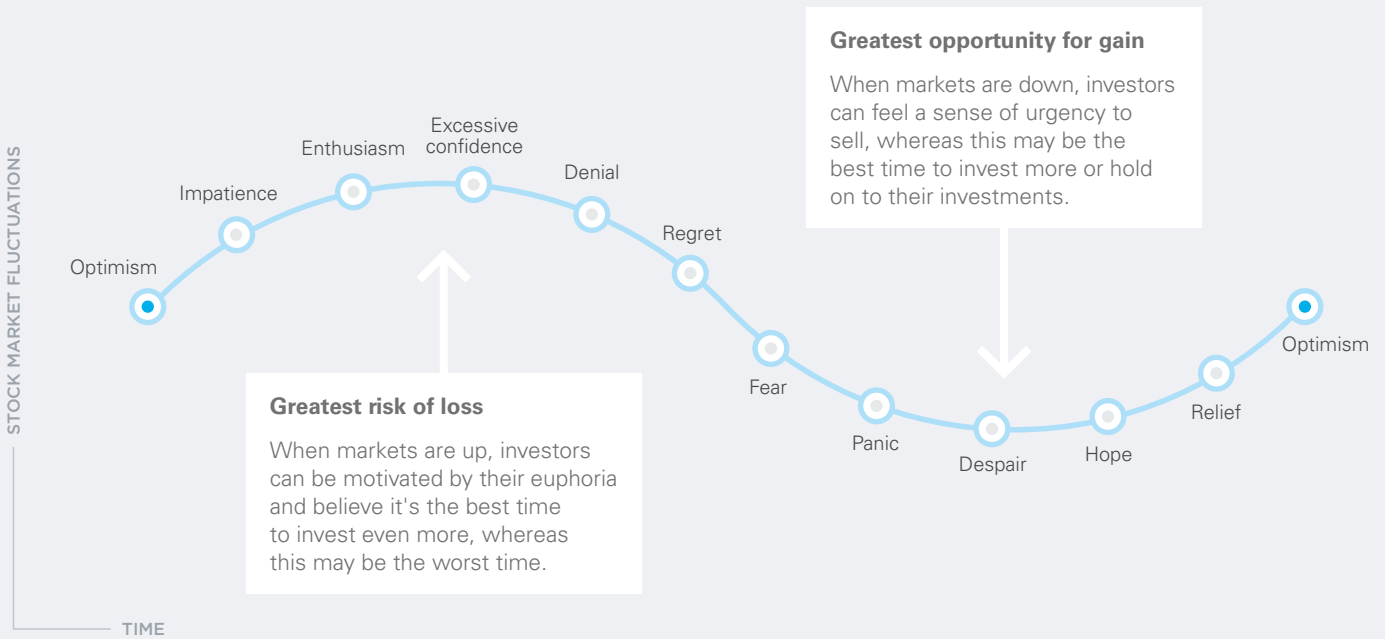 STOCK MARKET FLUCTUATIONS
Optimism
Impatience
Enthusiasm
Excessive
confidence
Denial
Regret
Fear
Panic
Despair
Hope
Relief
Optimism
Greatest risk of loss
When markets are up, investors
can be motivated by their euphoria
and believe it's the best time
to invest even more, whereas
this may be the worst time.
Greatest opportunity for gain
When markets are down, investors
can feel a sense of urgency to
sell, whereas this may be the
best time to invest more or hold
on to their investments.
TIME